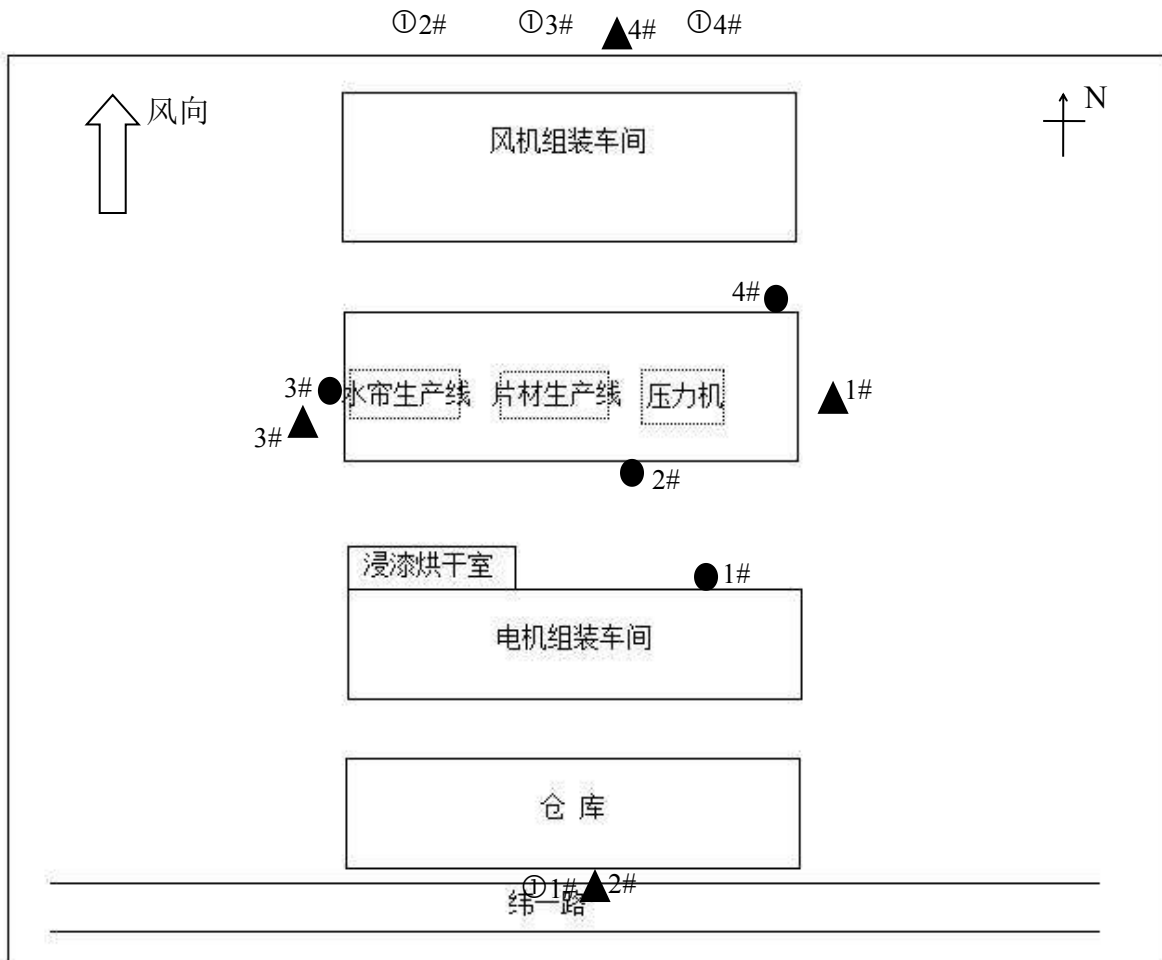 ①2# ①3# 4# ①4#
风向
N
风机组装车间
4#
3# 水帘生产线 片材生产线 压力机 1#
3#
2#
浸漆烘干室
1#
电机组装车间
仓 库
①1# 2#
纬一路